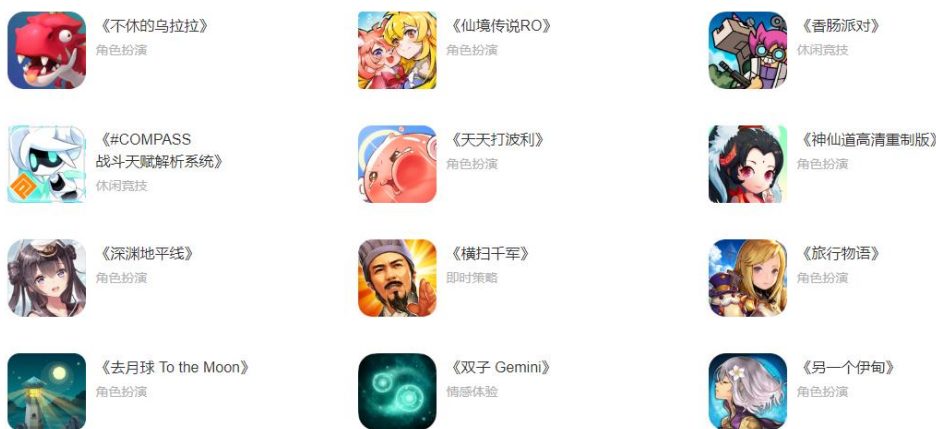 《不休的乌拉拉》
角色扮演
《仙境传说RO》
角色扮演
《香肠派对》
休闲竞技
《#COMPASS
战斗天赋解析系统》
休闲竞技
《天天打波利》
角色扮演
《神仙道高清重制版》
角色扮演
《深渊地平线》
角色扮演
《横扫千军》
即时策略
《旅行物语》
角色扮演
《去月球 To the Moon》
角色扮演
《双子 Gemini》
情感体验
《另一个伊甸》
角色扮演